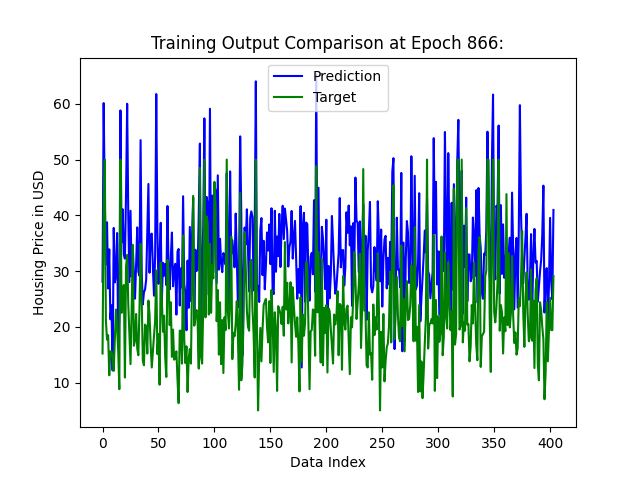 Training Output Comparison at Epoch 866:
Prediction
Target
Housing Price in USD
60
50
40
30
20
10
0 50 100 150 200 250 300 350 400
Data Index